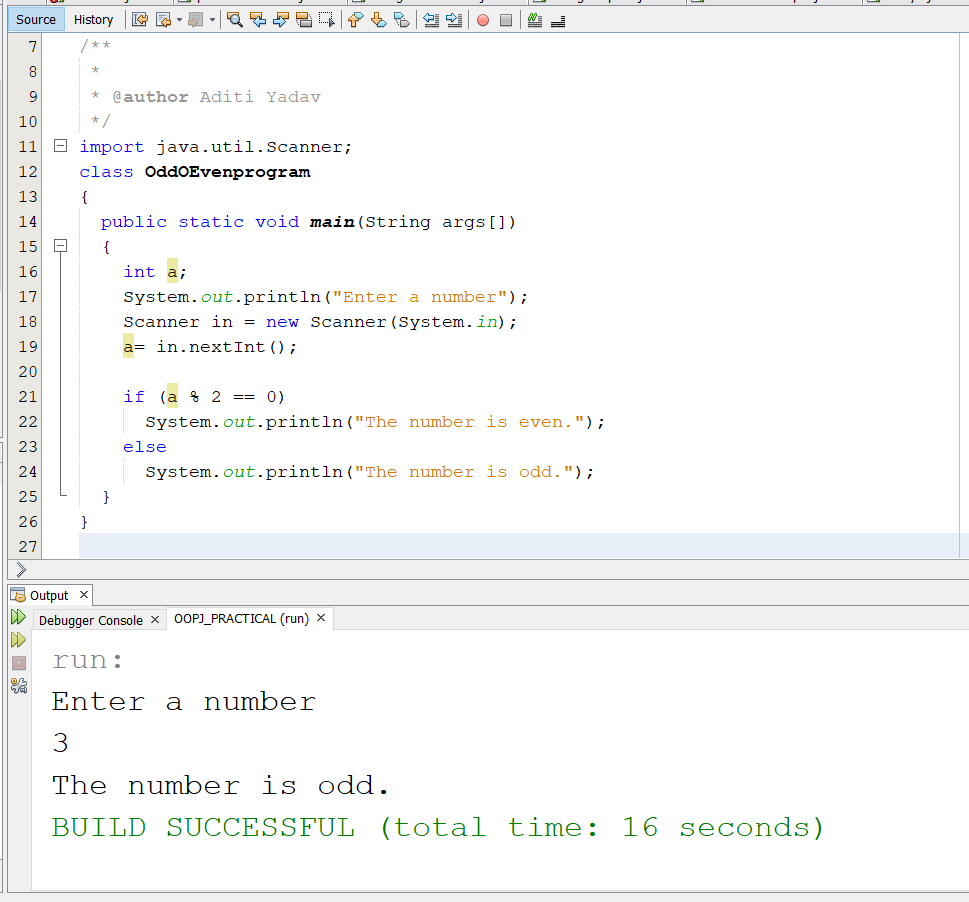 Source History
7 /**
8  *
9  * @author Aditi Yadav
10  */
11 import java.util.Scanner;
12 class OddOEvenprogram
13 {
14   public static void main(String args[])
15   {
16     int a;
17     System.out.println("Enter a number");
18     Scanner in = new Scanner(System.in);
19     a= in.nextInt();
20
21     if (a % 2 == 0)
22       System.out.println("The number is even.");
23     else
24       System.out.println("The number is odd.");
25   }
26 }
27
Output ×
Debugger Console × OOPJ_PRACTICAL (run) ×
run:
Enter a number
3
The number is odd.
BUILD SUCCESSFUL (total time: 16 seconds)